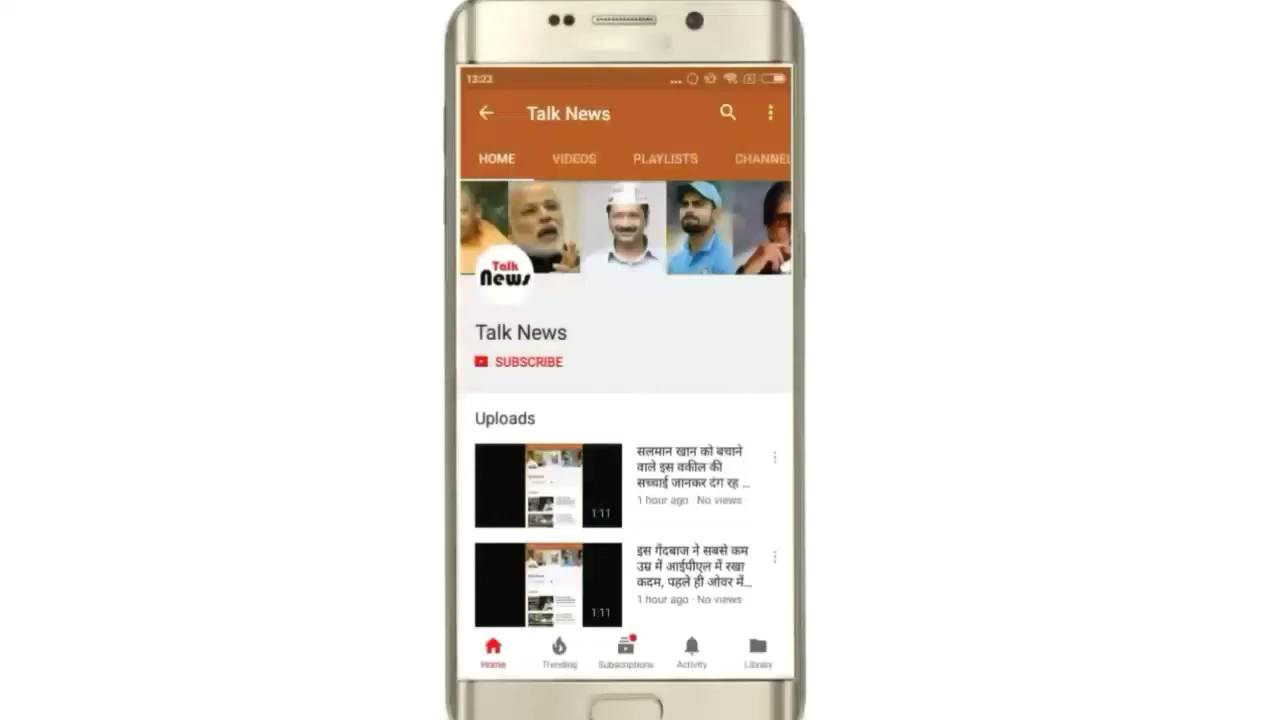 13:23
Talk News
HOME VIDEOS PLAYLISTS CHANNEL
Talk
News
Talk News
SUBSCRIBE
Uploads
सलमान खान को बचाने
वाले इस वकील की
सच्चाई जानकर दंग रह ...
1 hour ago · No views
1:11
इस गेंदबाज ने सबसे कम
उम्र में आईपीएल में रखा
कदम, पहले ही ओवर में...
1 hour ago · No views
1:11
Home Trending Subscriptions Activity Library